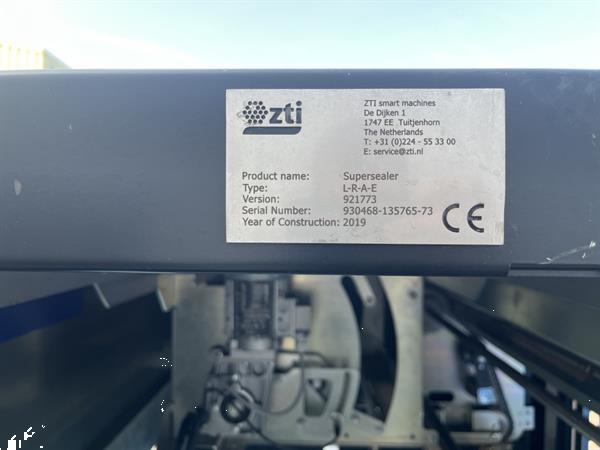 zti
ZTI smart machines
De Dijken 1
1747 EE Tuitjenhorn
The Netherlands
T: +31 (0)224 - 55 33 00
E: service@zti.nl
Product name: Supersealer
Type: L-R-A-E
Version: 921773
Serial Number: 930468-135765-73
Year of Construction: 2019
CE